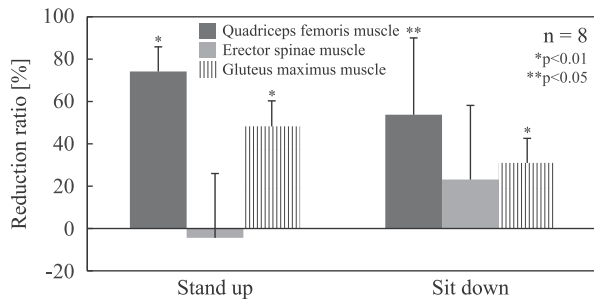 100
80
60
40
20
0
-20
Reduction ratio [%]
Quadriceps femoris muscle
Erector spinae muscle
Gluteus maximus muscle
n = 8
*p<0.01
**p<0.05
*
*
**
*
Stand up
Sit down